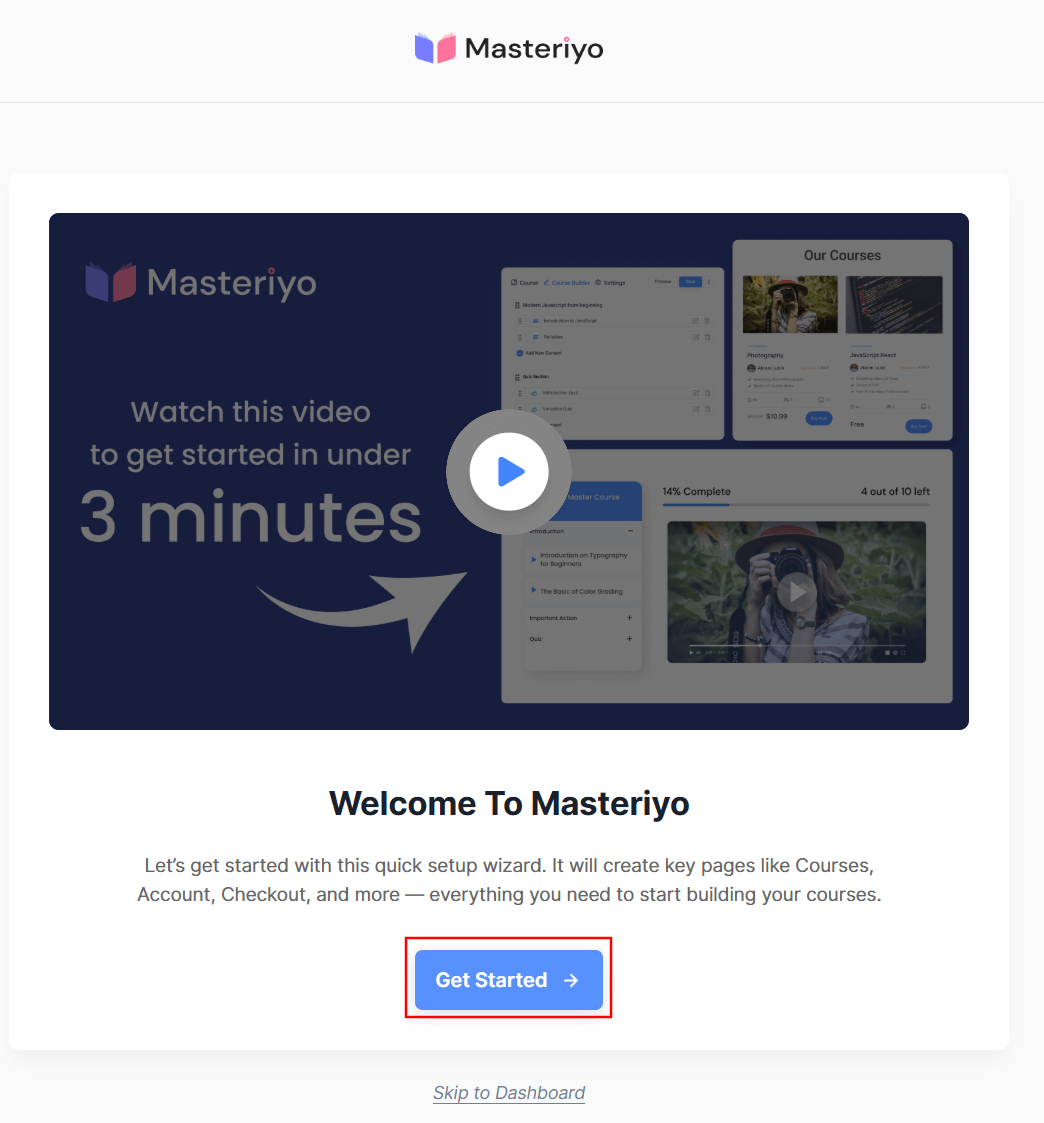 Masteriyo
Masteriyo
Watch this video
to get started in under
3 minutes
Course Course Builder Settings
Preview
Modern Javascript from beginning
Introduction to JavaScript
Variables
Add New Content
Quiz Section
Introduction Quiz
Variables Quiz
Our Courses
Photography
JavaScript React
$10.99
Free
Master Course
Introduction
Introduction on Typography
for Beginners
The Basic of Color Grading
Important Action
Quiz
14% Complete
4 out of 10 left
Welcome To Masteriyo
Let’s get started with this quick setup wizard. It will create key pages like Courses,
Account, Checkout, and more — everything you need to start building your courses.
Get Started
Skip to Dashboard